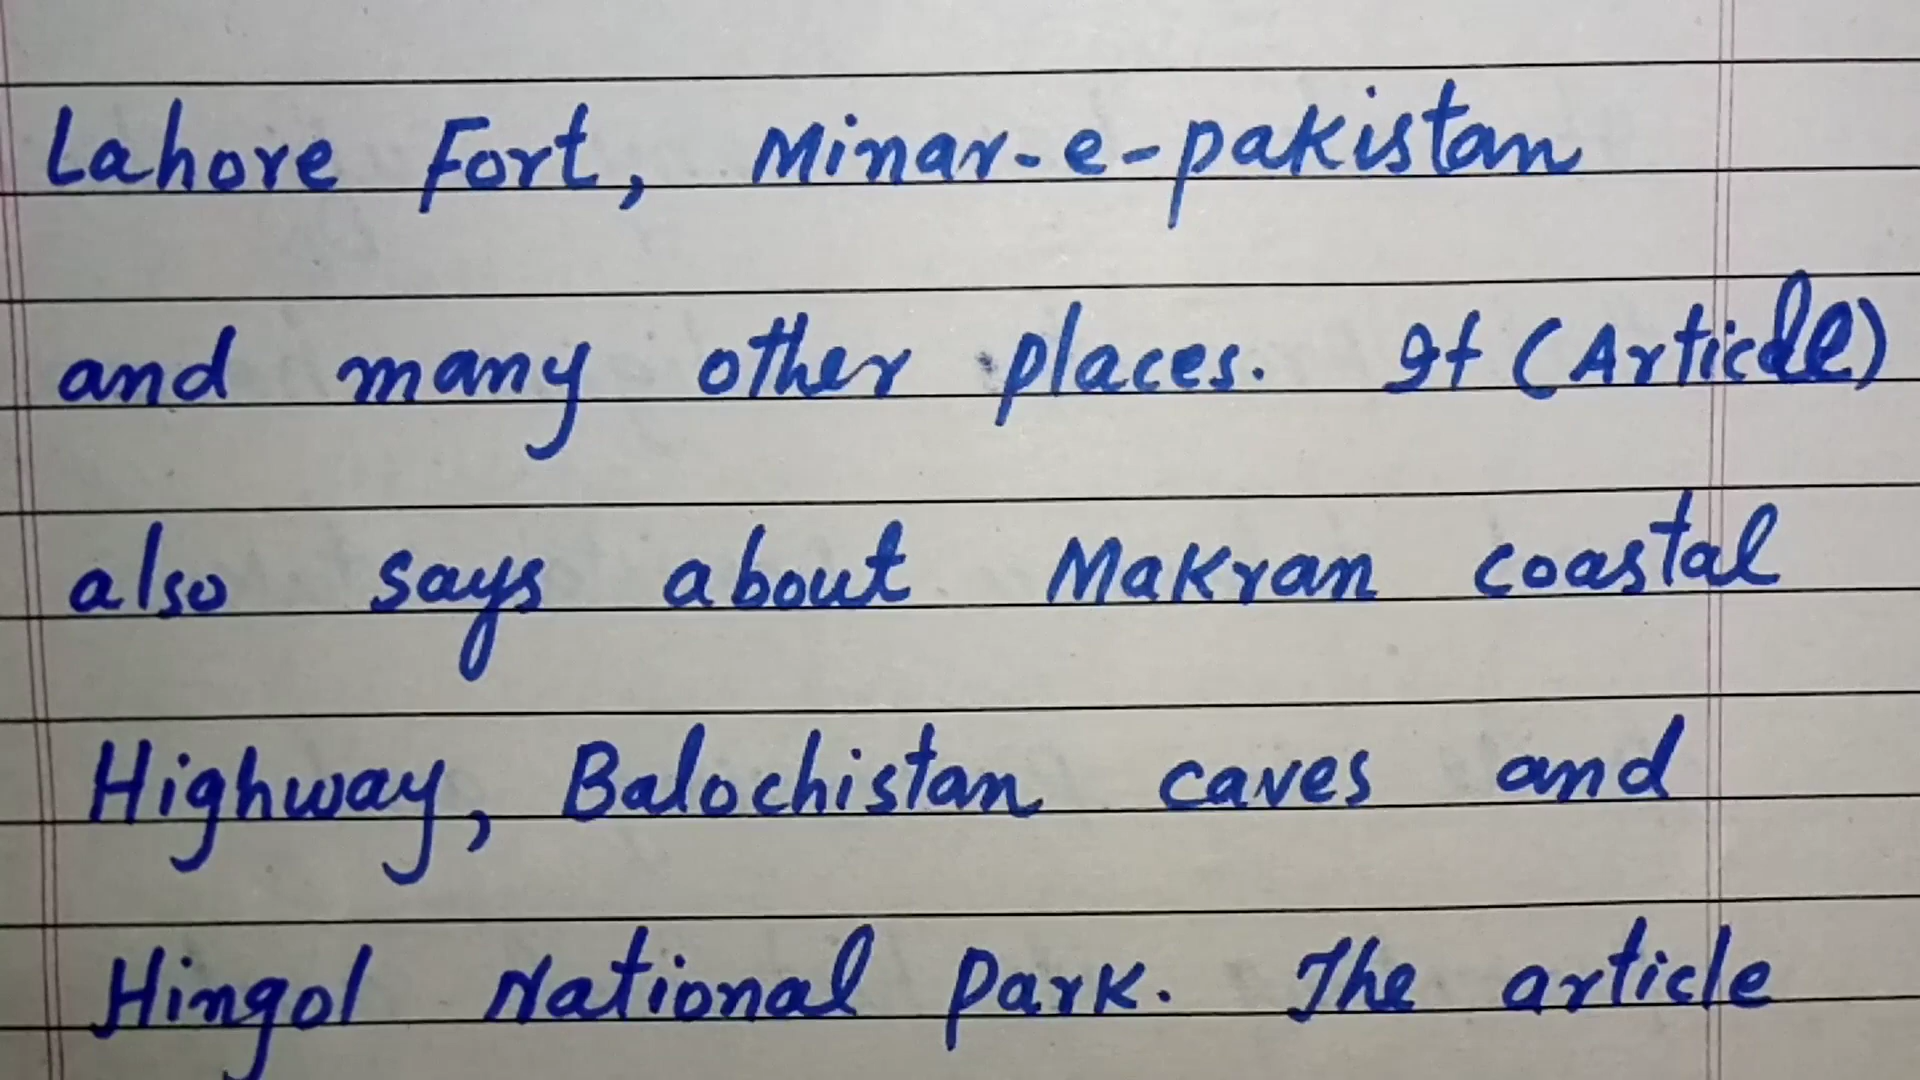 Lahore Fort, Minar-e-pakistan
and many other places. It (Article)
also says about Makran coastal
Highway, Balochistan caves and
Hingol National Park. The article